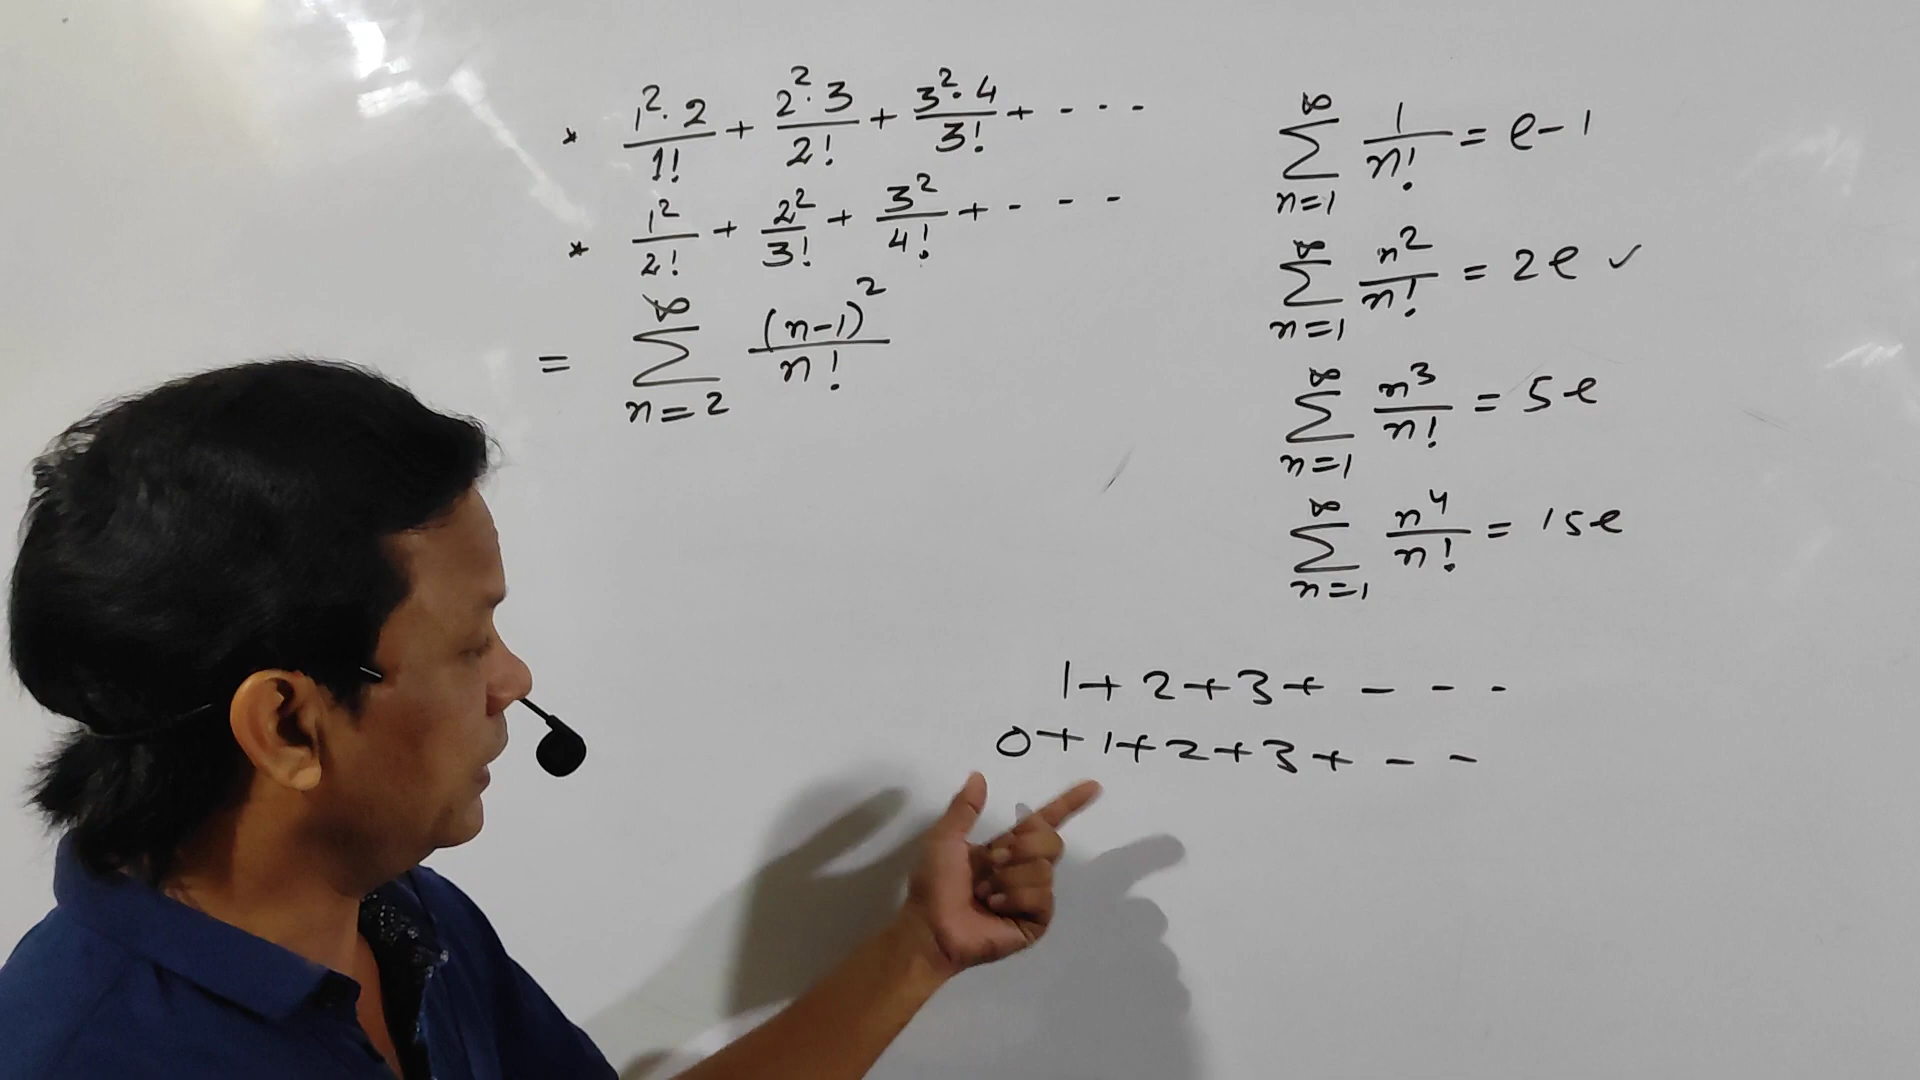 * 1²·2/1! + 2²·3/2! + 3²·4/3! + - - -
* 1²/2! + 2²/3! + 3²/4! + - - - -
= ∑_{n=2}^{∞} (n-1)²/n!
∑_{n=1}^{∞} 1/n! = e-1
∑_{n=1}^{∞} n²/n! = 2e ✓
∑_{n=1}^{∞} n³/n! = 5e
∑_{n=1}^{∞} n⁴/n! = 15e
1+2+3+ - - -
0+1+2+3+ - -